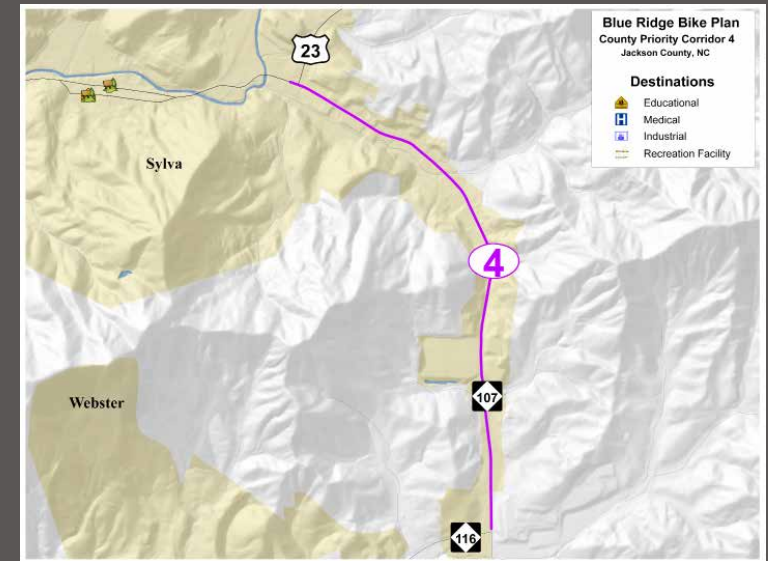 Blue Ridge Bike Plan
County Priority Corridor 4
Jackson County, NC
Destinations
Educational
H Medical
Industrial
Recreation Facility
23
Sylva
4
Webster
107
116